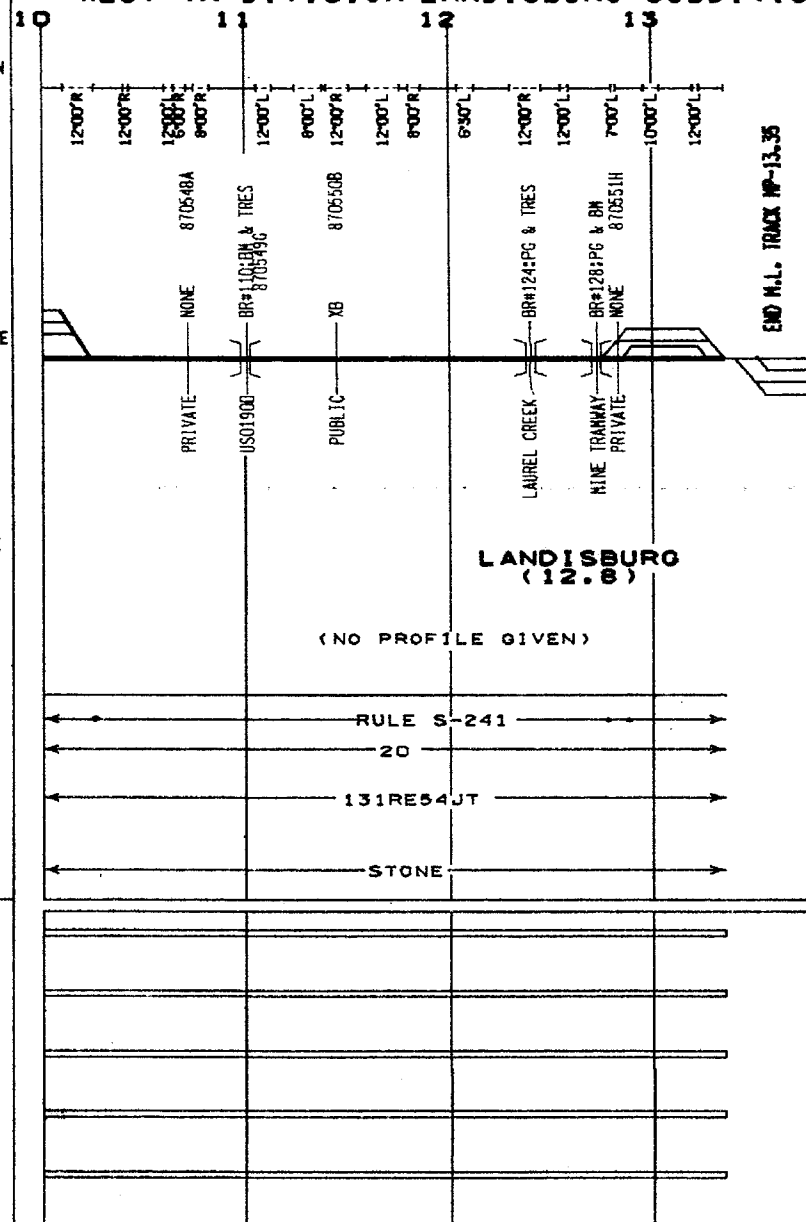 10 11 12 13
12°00'R
12°00'R
6°00'R
8°00'R
12°00'L
8°00'L
12°00'R
12°00'L
8°00'R
6°30'L
12°00'R
12°00'L
7°00'L
10°00'L
12°00'L
PRIVATE NONE 870548A
US01900 BR#110:BM & TRES
870549G
PUBLIC XB 870550B
LAUREL CREEK BR#124:PG & TRES
MINE TRAMWAY BR#128:PG & BM
PRIVATE NONE 870551H
END M.L. TRACK MP-13.35
LANDISBURG
(12.8)
(NO PROFILE GIVEN)
RULE S-241
20
131RE54JT
STONE